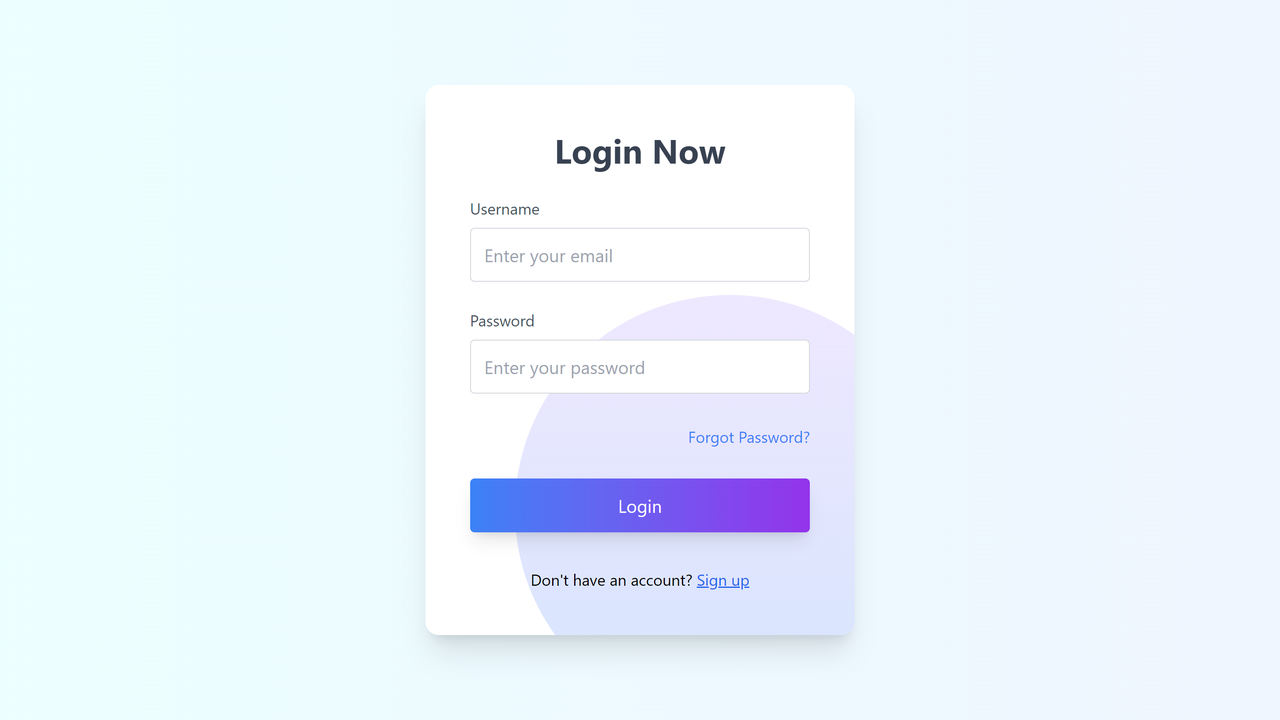 Login Now
Username
Enter your email
Password
Enter your password
Forgot Password?
Login
Don't have an account? Sign up